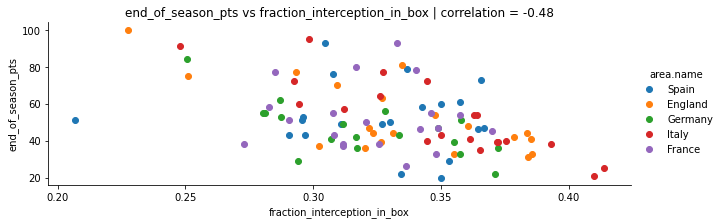 end_of_season_pts vs fraction_interception_in_box | correlation = -0.48
end_of_season_pts
100
80
60
40
20
0.20
0.25
0.30
0.35
0.40
fraction_interception_in_box
area.name
Spain
England
Germany
Italy
France